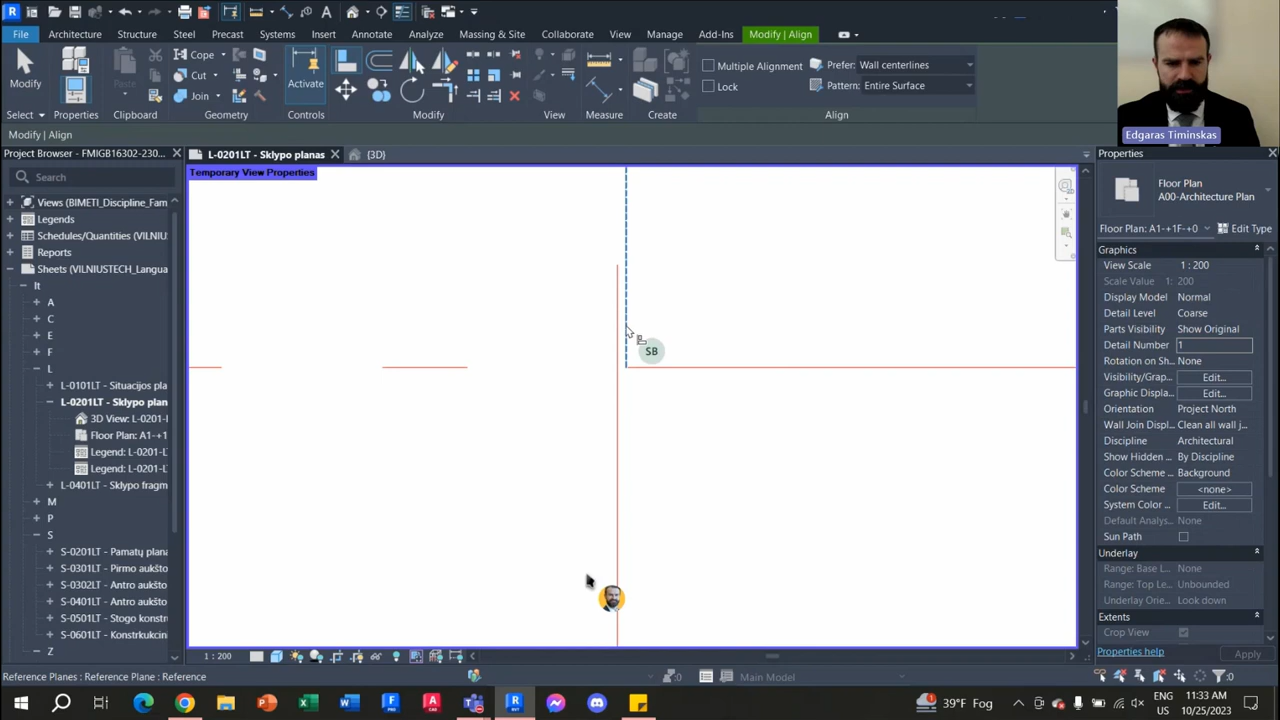 File Architecture Structure Steel Precast Systems Insert Annotate Analyze Massing & Site Collaborate View Manage Add-Ins Modify | Align
Modify
Properties
Paste
Cope
Cut
Join
Activate
Multiple Alignment
Lock
Prefer: Wall centerlines
Pattern: Entire Surface
Select Properties Clipboard Geometry Controls Modify View Measure Create Align
Edgaras Timinskas
Modify | Align
Project Browser - FMIGB16302-230...
L-0201LT - Sklypo planas
{3D}
Properties
Search
Temporary View Properties
Views (BIMETI_Discipline_Fam
Legends
Schedules/Quantities (VILNIUSTE
Reports
Sheets (VILNIUSTECH_Langua
lt
A
C
E
F
L
L-0101LT - Situacijos pla
L-0201LT - Sklypo planas
3D View: L-0201-I
Floor Plan: A1-+1
Legend: L-0201-L
Legend: L-0201-L
L-0401LT - Sklypo fragm
M
P
S
S-0201LT - Pamatų plana
S-0301LT - Pirmo aukšto
S-0302LT - Antro aukšto
S-0401LT - Antro aukšto
S-0501LT - Stogo konstru
S-0601LT - Konstrukcini
Z
SB
Floor Plan
A00-Architecture Plan
Floor Plan: A1-+1F-+0 Edit Type
Graphics
View Scale 1 : 200
Scale Value 1: 200
Display Model Normal
Detail Level Coarse
Parts Visibility Show Original
Detail Number 1
Rotation on Sh... None
Visibility/Grap... Edit...
Graphic Displa... Edit...
Orientation Project North
Wall Join Displ... Clean all wall j...
Discipline Architectural
Show Hidden ... By Discipline
Color Scheme ... Background
Color Scheme <none>
System Color ... Edit...
Default Analys... None
Sun Path
Underlay
Range: Base L... None
Range: Top Le... Unbounded
Underlay Orie... Look down
Extents
Crop View
Properties help Apply
1 : 200
Reference Planes : Reference Plane : Reference
:0
Main Model
:0
39°F Fog
ENG
US
11:33 AM
10/25/2023